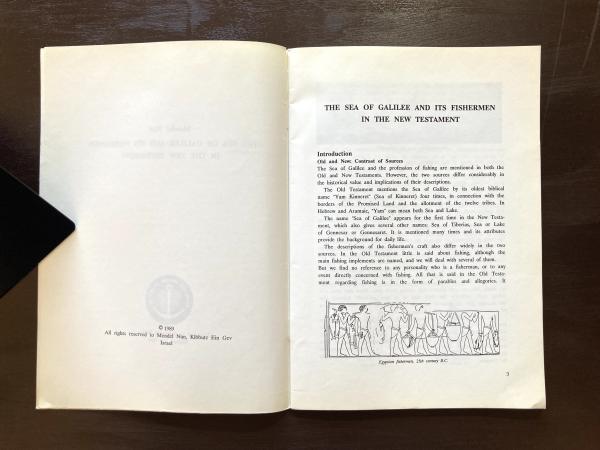 © 1989
All rights reserved to Mendel Nun, Kibbutz Ein Gev
Israel
THE SEA OF GALILEE AND ITS FISHERMEN
IN THE NEW TESTAMENT
Introduction
Old and New: Contrast of Sources
The Sea of Galilee and the profession of fishing are mentioned in both the
Old and New Testaments. However, the two sources differ considerably in
the historical value and implications of their descriptions.
The Old Testament mentions the Sea of Galilee by its oldest biblical
name "Yam Kinneret" (Sea of Kinneret) four times, in connection with the
borders of the Promised Land and the allotment of the twelve tribes. In
Hebrew and Aramaic, "Yam" can mean both Sea and Lake.
The name "Sea of Galilee" appears for the first time in the New Testa-
ment, which also gives several other names: Sea of Tiberias, Sea or Lake
of Gennesar or Gennesaret. It is mentioned many times and its attributes
provide the background for daily life.
The descriptions of the fishermen's craft also differ widely in the two
sources. In the Old Testament little is said about fishing, although the
main fishing implements are named, and we will deal with several of them.
But we find no reference to any personality who is a fisherman, or to any
event directly concerned with fishing. All that is said in the Old Testa-
ment regarding fishing is in the form of parables and allegories. It
Egyptian fishermen, 25th century B.C.
3